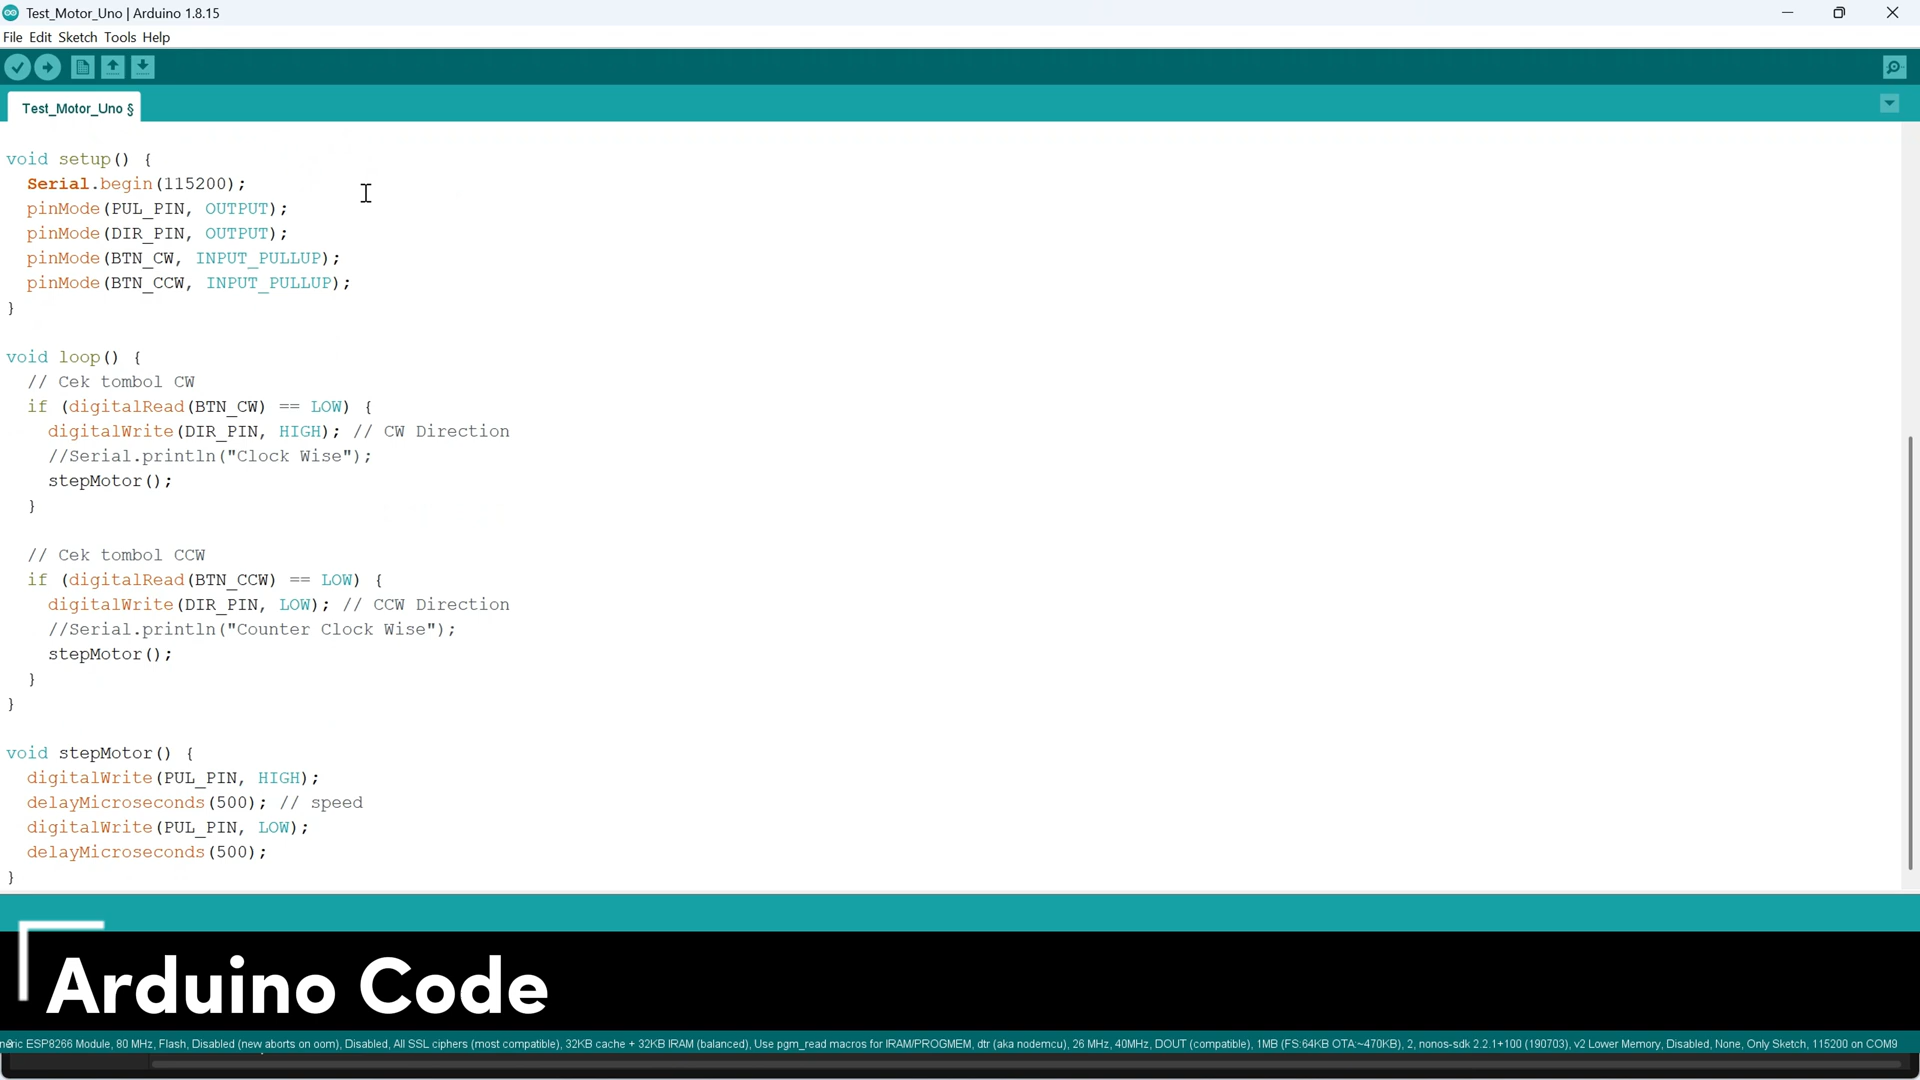 Test_Motor_Uno | Arduino 1.8.15
File Edit Sketch Tools Help
Test_Motor_Uno §
void setup() {
  Serial.begin(115200);
  pinMode(PUL_PIN, OUTPUT);
  pinMode(DIR_PIN, OUTPUT);
  pinMode(BTN_CW, INPUT_PULLUP);
  pinMode(BTN_CCW, INPUT_PULLUP);
}
void loop() {
  // Cek tombol CW
  if (digitalRead(BTN_CW) == LOW) {
    digitalWrite(DIR_PIN, HIGH); // CW Direction
    //Serial.println("Clock Wise");
    stepMotor();
  }
  // Cek tombol CCW
  if (digitalRead(BTN_CCW) == LOW) {
    digitalWrite(DIR_PIN, LOW); // CCW Direction
    //Serial.println("Counter Clock Wise");
    stepMotor();
  }
}
void stepMotor() {
  digitalWrite(PUL_PIN, HIGH);
  delayMicroseconds(500); // speed
  digitalWrite(PUL_PIN, LOW);
  delayMicroseconds(500);
}
Arduino Code
ESP8266 Module, 80 MHz, Flash, Disabled (new aborts on oom), Disabled, All SSL ciphers (most compatible), 32KB cache + 32KB IRAM (balanced), Use pgm_read macros for IRAM/PROGMEM, dtr (aka nodemcu), 26 MHz, 40MHz, DOUT (compatible), 1MB (FS:64KB OTA:~470KB), 2, nonos-sdk 2.2.1+100 (190703), v2 Lower Memory, Disabled, None, Only Sketch, 115200 on COM9